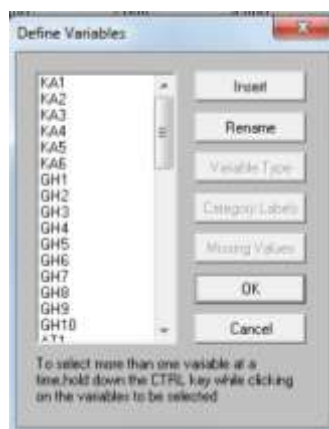 Define Variables
KA1
KA2
KA3
KA4
KA5
KA6
GH1
GH2
GH3
GH4
GH5
GH6
GH7
GH8
GH9
GH10
Insert
Rename
Variable Type
Category Labels
Missing Values
OK
Cancel
To select more than one variable at a
time,hold down the CTRL key while clicking
on the variables to be selected